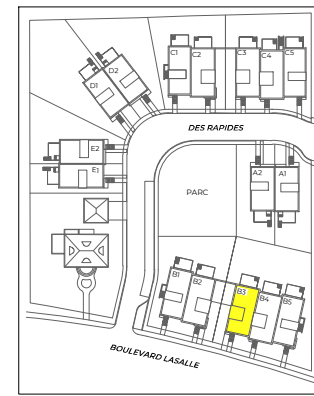 C1
C2
C3
C4
C5
D2
D1
DES RAPIDES
E2
E1
A2
A1
PARC
B1
B2
B3
B4
B5
BOULEVARD LASALLE